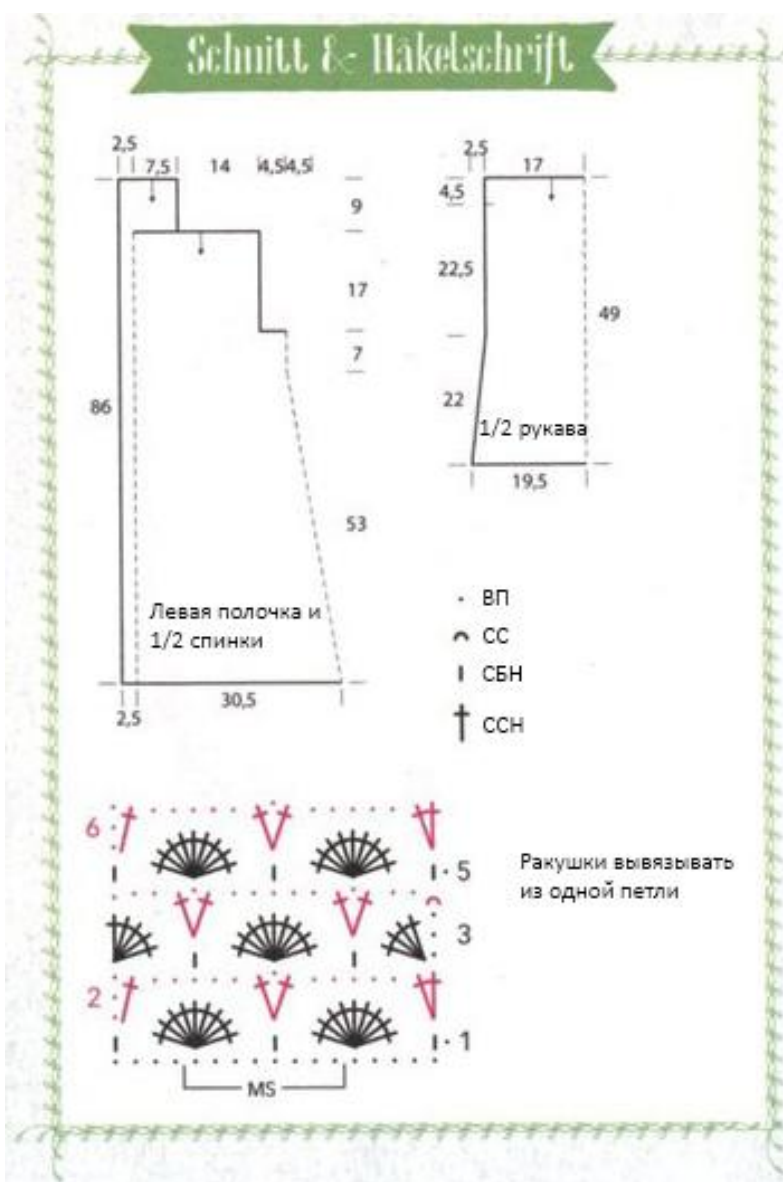 Schnitt & Häkelschrift
2,5 7,5 14 4,5 4,5
9
17
7
86
53
Левая полочка и
1/2 спинки
2,5 30,5
2,5 17
4,5
22,5
49
22
1/2 рукава
19,5
ВП
СС
СБН
ССН
6
5
3
2
1
MS
Ракушки вывязывать
из одной петли